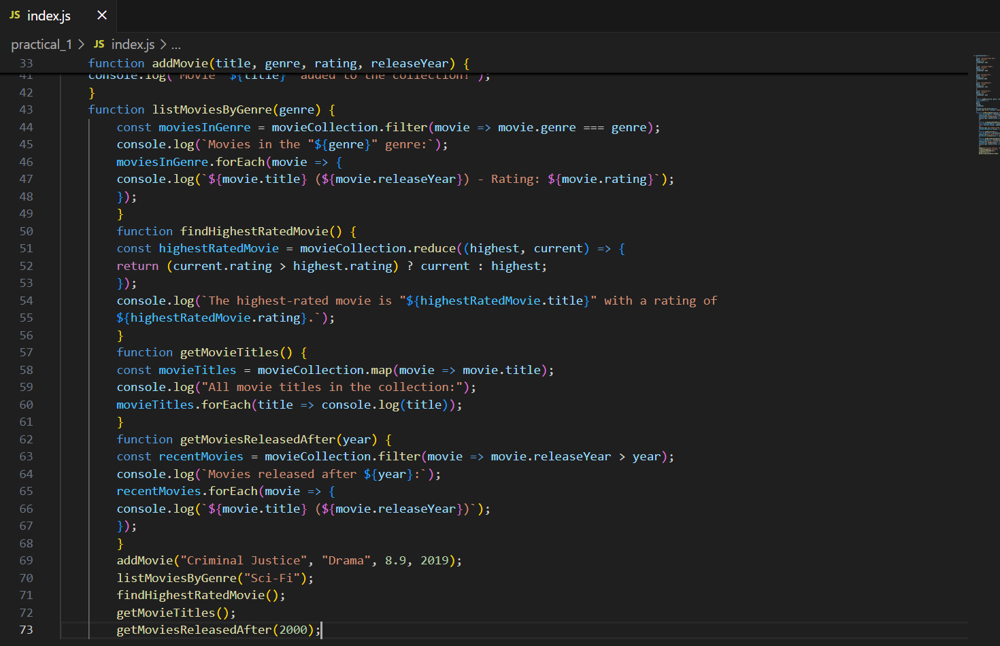 JS index.js ×
practical_1 > JS index.js > ...
33 function addMovie(title, genre, rating, releaseYear) {
41 console.log(`Movie "${title}" added to the collection!`);
42 }
43 function listMoviesByGenre(genre) {
44 const moviesInGenre = movieCollection.filter(movie => movie.genre === genre);
45 console.log(`Movies in the "${genre}" genre:`);
46 moviesInGenre.forEach(movie => {
47 console.log(`${movie.title} (${movie.releaseYear}) - Rating: ${movie.rating}`);
48 });
49 }
50 function findHighestRatedMovie() {
51 const highestRatedMovie = movieCollection.reduce((highest, current) => {
52 return (current.rating > highest.rating) ? current : highest;
53 });
54 console.log(`The highest-rated movie is "${highestRatedMovie.title}" with a rating of
55 ${highestRatedMovie.rating}.`);
56 }
57 function getMovieTitles() {
58 const movieTitles = movieCollection.map(movie => movie.title);
59 console.log("All movie titles in the collection:");
60 movieTitles.forEach(title => console.log(title));
61 }
62 function getMoviesReleasedAfter(year) {
63 const recentMovies = movieCollection.filter(movie => movie.releaseYear > year);
64 console.log(`Movies released after ${year}:`);
65 recentMovies.forEach(movie => {
66 console.log(`${movie.title} (${movie.releaseYear})`);
67 });
68 }
69 addMovie("Criminal Justice", "Drama", 8.9, 2019);
70 listMoviesByGenre("Sci-Fi");
71 findHighestRatedMovie();
72 getMovieTitles();
73 getMoviesReleasedAfter(2000);